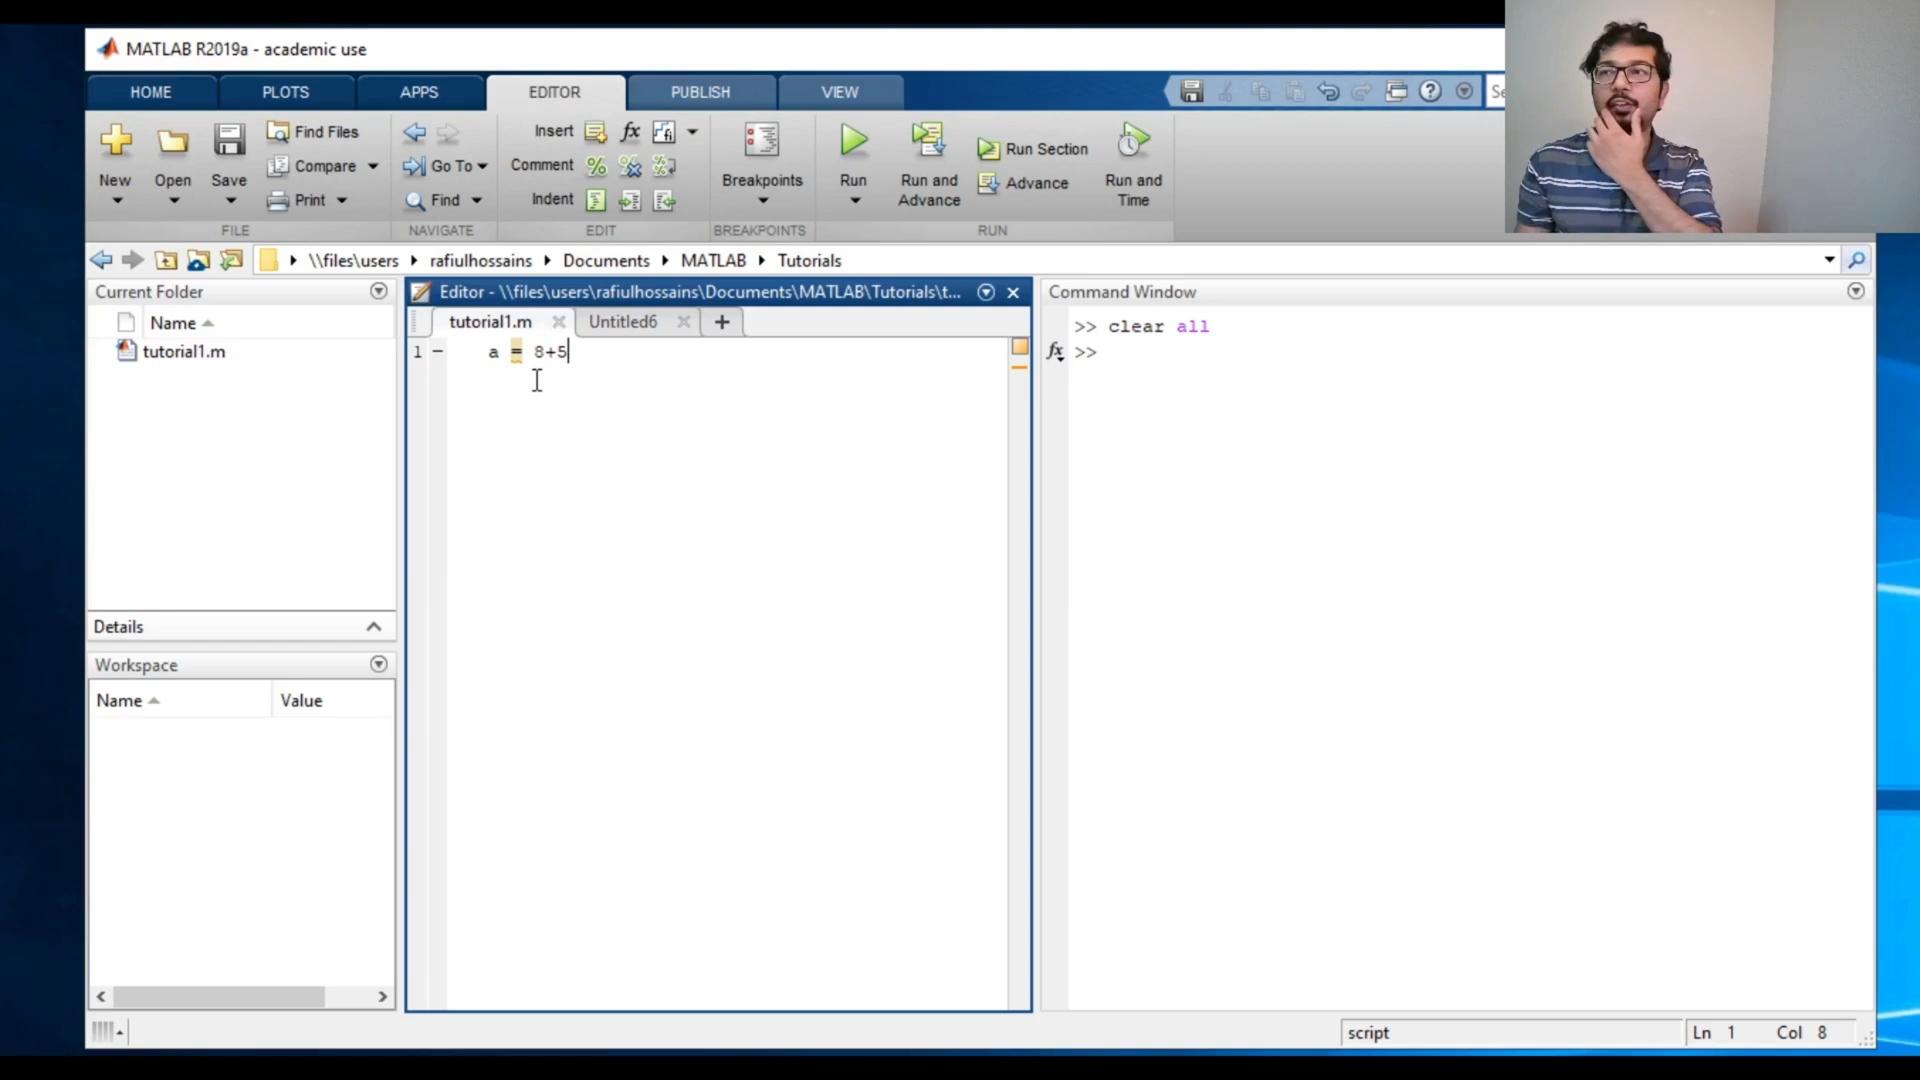 MATLAB R2019a - academic use
HOME PLOTS APPS EDITOR PUBLISH VIEW
Se
New
Open
Save
Find Files
Compare
Print
FILE
Go To
Find
NAVIGATE
Insert
Comment
Indent
EDIT
Breakpoints
BREAKPOINTS
Run
Run and
Advance
Run Section
Advance
Run and
Time
RUN
\\files\users rafiulhossains Documents MATLAB Tutorials
Current Folder
Name
tutorial1.m
Details
Workspace
Name Value
Editor - \\files\users\rafiulhossains\Documents\MATLAB\Tutorials\t...
tutorial1.m Untitled6 +
1 - a = 8+5
Command Window
>> clear all
fx >>
script Ln 1 Col 8